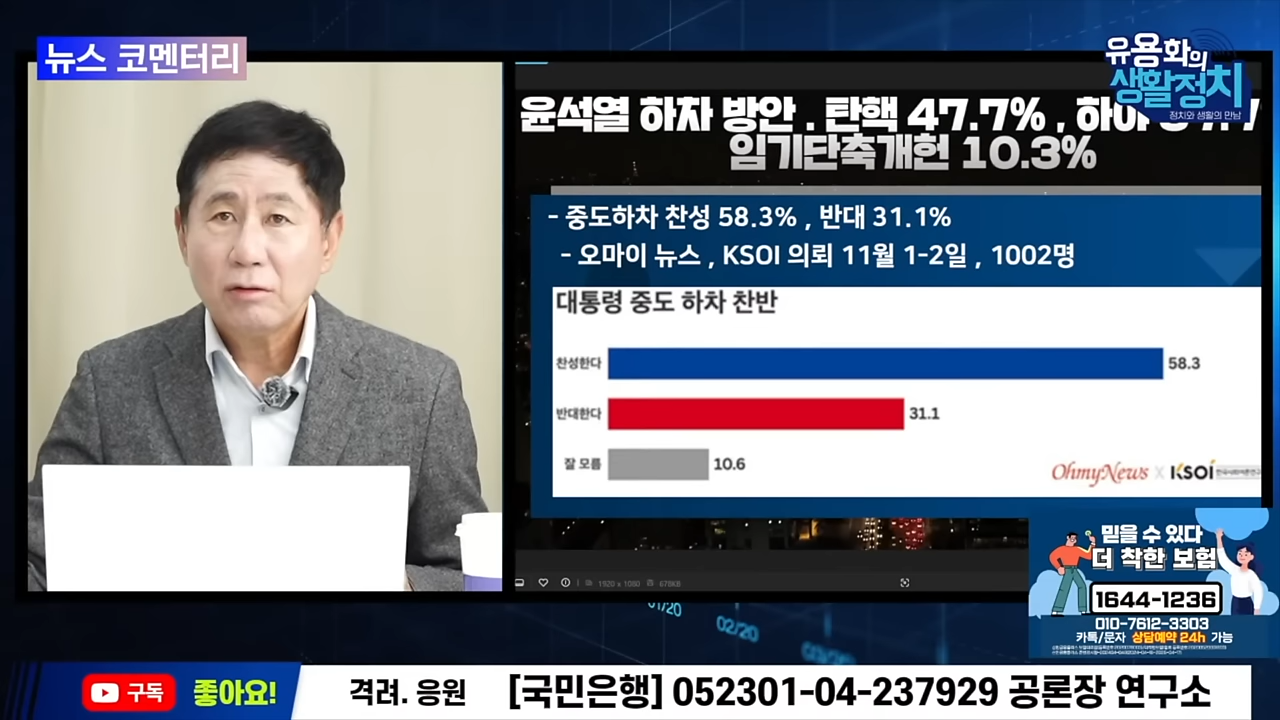 뉴스 코멘터리
유용화의
생활정치
정치와 생활의 만남
윤석열 하차 방안 . 탄핵 47.7% ,
임기단축개헌 10.3%
- 중도하차 찬성 58.3% , 반대 31.1%
- 오마이 뉴스 , KSOI 의뢰 11월 1-2일 , 1002명
대통령 중도 하차 찬반
찬성한다 58.3
반대한다 31.1
잘 모름 10.6
OhmyNews X KSOI
1920 x 1080 678KB
믿을 수 있다
더 착한 보험
1644-1236
010-7612-3303
카톡/문자 상담예약 24h 가능
01/20
02/20
구독 좋아요! 격려. 응원 [국민은행] 052301-04-237929 공론장 연구소